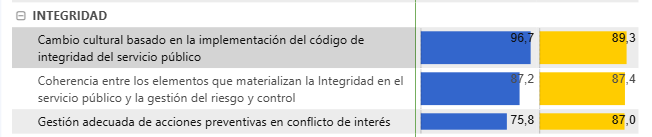 INTEGRIDAD
Cambio cultural basado en la implementación del código de
integridad del servicio público
96,7
89,3
Coherencia entre los elementos que materializan la Integridad en el
servicio público y la gestión del riesgo y control
87,2
87,4
Gestión adecuada de acciones preventivas en conflicto de interés
75,8
87,0